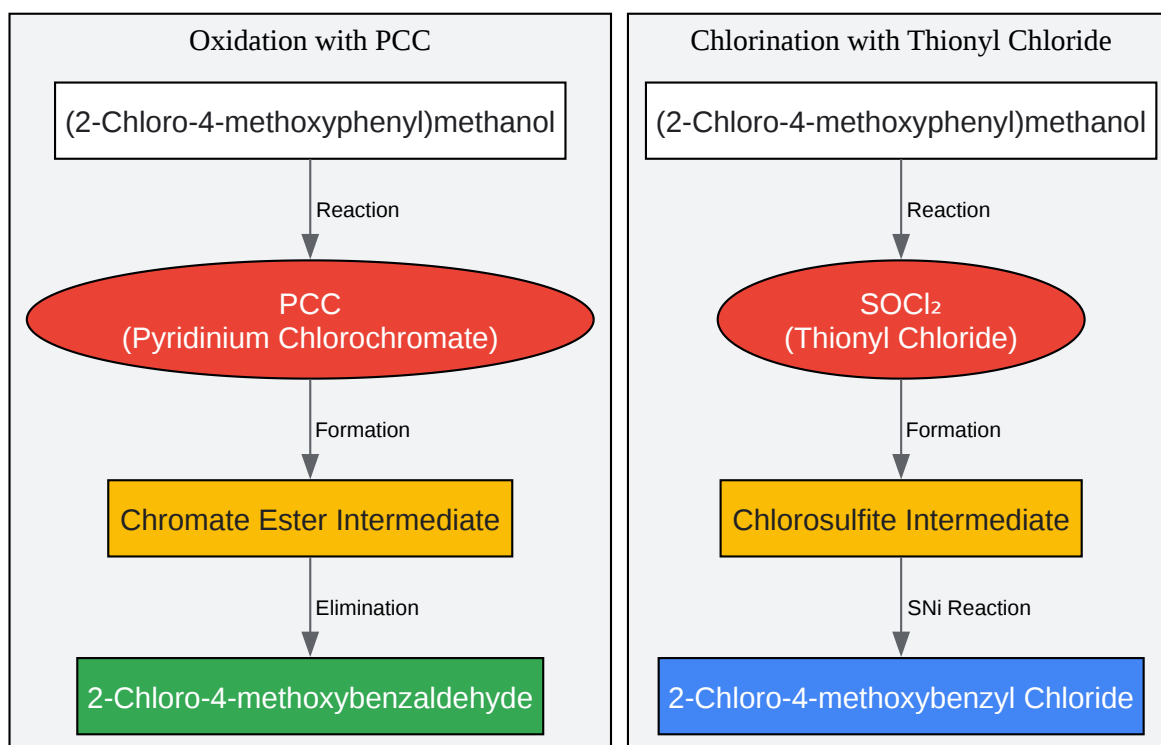 Oxidation with PCC
(2-Chloro-4-methoxyphenyl)methanol
Reaction
PCC
(Pyridinium Chlorochromate)
Formation
Chromate Ester Intermediate
Elimination
2-Chloro-4-methoxybenzaldehyde
Chlorination with Thionyl Chloride
(2-Chloro-4-methoxyphenyl)methanol
Reaction
SOCl₂
(Thionyl Chloride)
Formation
Chlorosulfite Intermediate
SNi Reaction
2-Chloro-4-methoxybenzyl Chloride